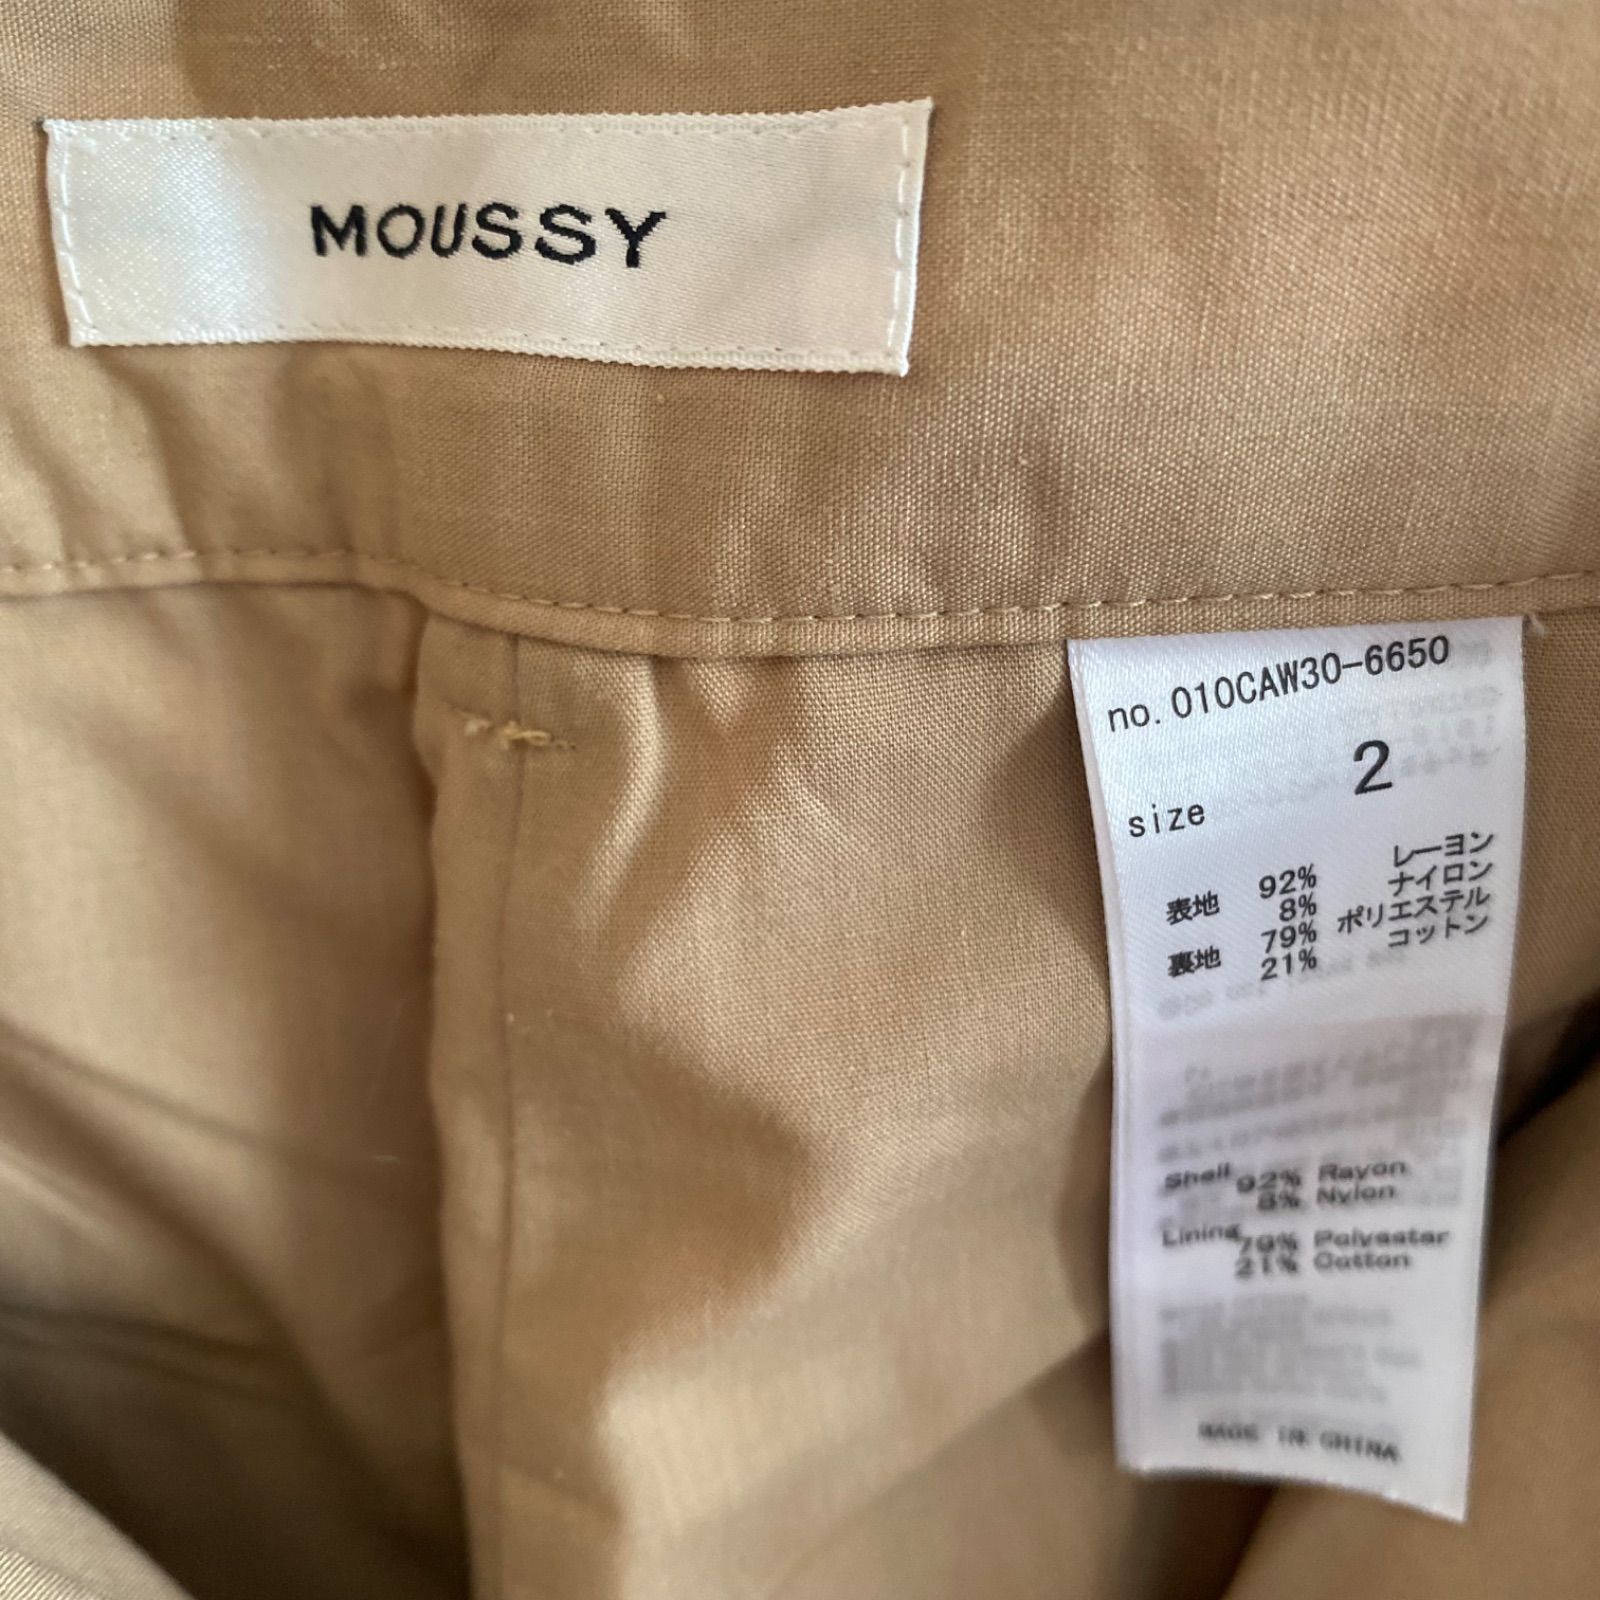 MOUSSY
no.010CAW30-6650
size 2
表地 92% レーヨン
8% ナイロン
裏地 79% ポリエステル
21% コットン
Shell 92% Rayon
8% Nylon
Lining 79% Polyester
21% Cotton
MADE IN CHINA